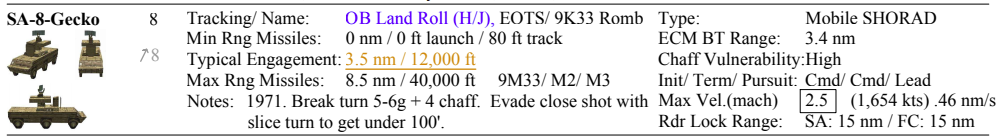 SA-8-Gecko 8 Tracking/ Name: OB Land Roll (H/J), EOTS/ 9K33 Romb Type: Mobile SHORAD
Min Rng Missiles: 0 nm / 0 ft launch / 80 ft track ECM BT Range: 3.4 nm
↗8 Typical Engagement: 3.5 nm / 12,000 ft Chaff Vulnerability:High
Max Rng Missiles: 8.5 nm / 40,000 ft 9M33/ M2/ M3 Init/ Term/ Pursuit: Cmd/ Cmd/ Lead
Notes: 1971. Break turn 5-6g + 4 chaff. Evade close shot with Max Vel.(mach) 2.5 (1,654 kts) .46 nm/s
slice turn to get under 100'. Rdr Lock Range: SA: 15 nm / FC: 15 nm